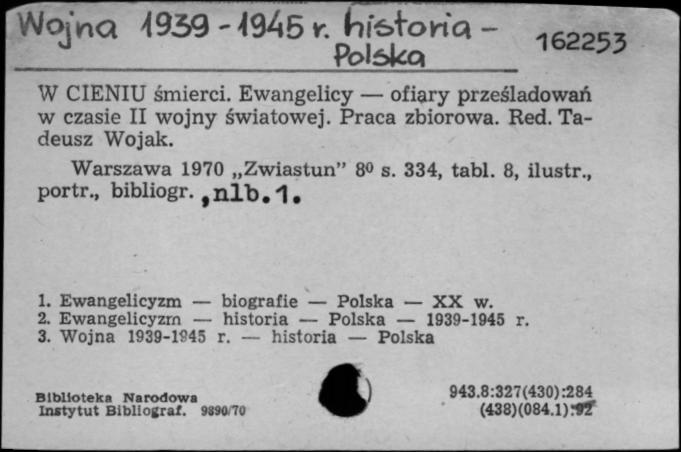 Wojna 1939-1945 r. historia -
Polska
162253
W CIENIU śmierci. Ewangelicy — ofiary prześladowań
w czasie II wojny światowej. Praca zbiorowa. Red. Ta-
deusz Wojak.
Warszawa 1970 „Zwiastun” 8⁰ s. 334, tabl. 8, ilustr.,
portr., bibliogr. ,nlb.1.
1. Ewangelicyzm — biografie — Polska — XX w.
2. Ewangelicyzm — historia — Polska — 1939-1945 r.
3. Wojna 1939-1945 r. — historia — Polska
Biblioteka Narodowa
Instytut Bibliograf. 9890/70
943.8:327(430):284
(438)(084.1):92